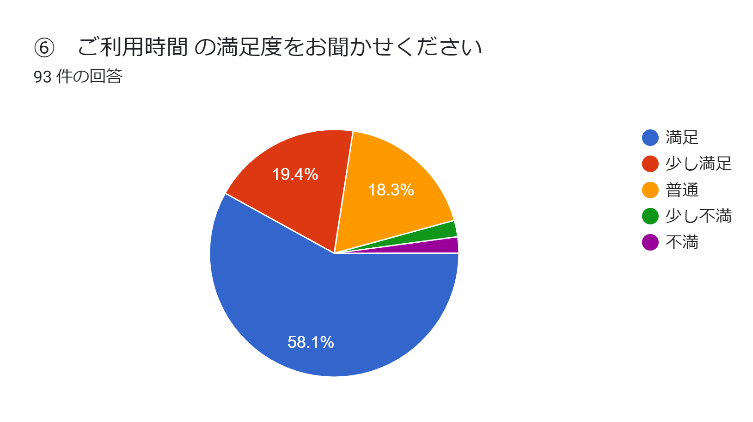 ⑥　ご利用時間 の満足度をお聞かせください
93 件の回答
満足
少し満足
普通
少し不満
不満
19.4%
18.3%
58.1%